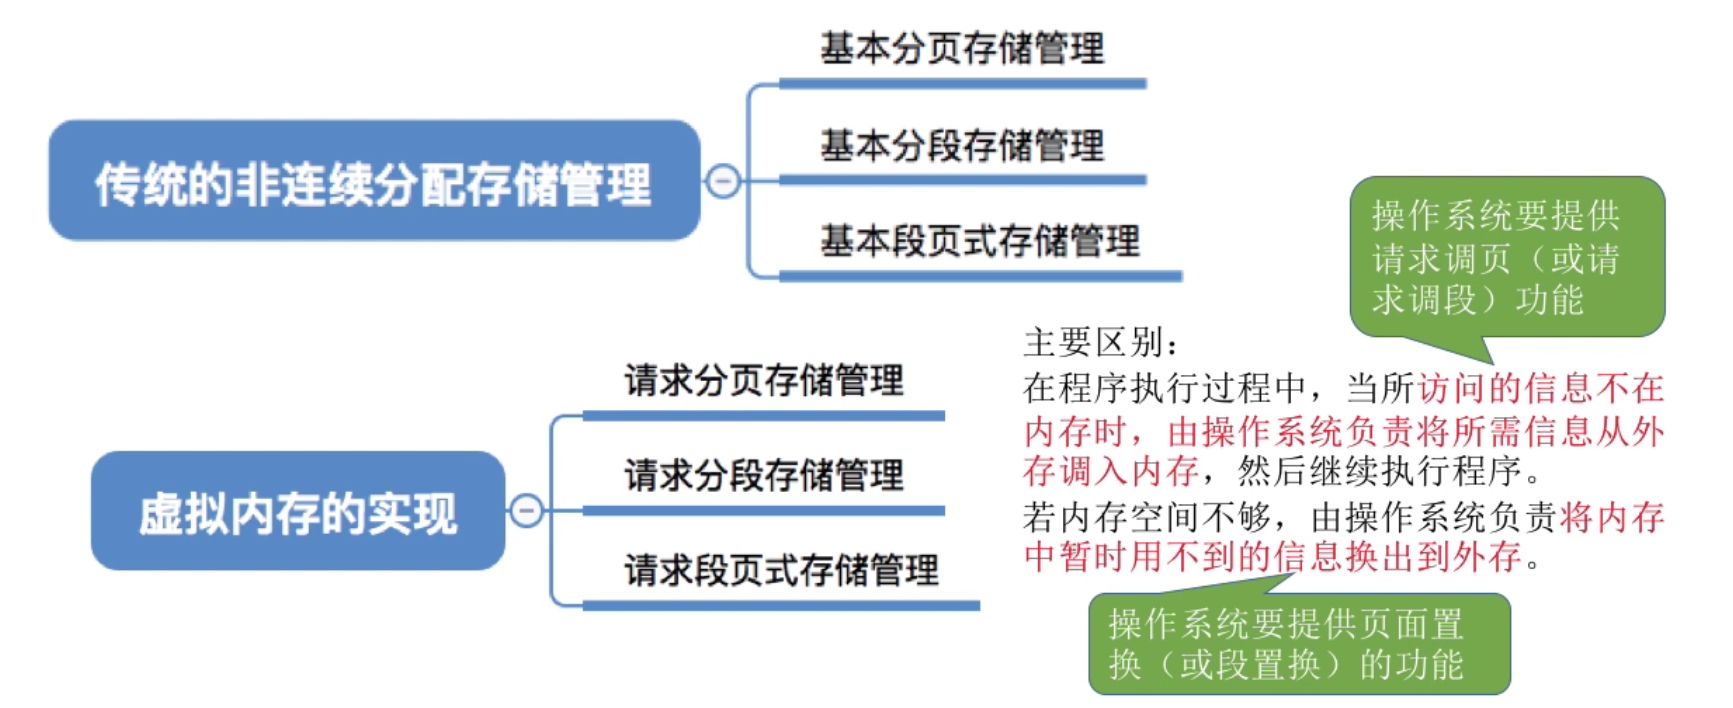 基本分页存储管理
传统的非连续分配存储管理
基本分段存储管理
基本段页式存储管理
操作系统要提供
请求调页（或请
求调段）功能
虚拟内存的实现
请求分页存储管理
请求分段存储管理
请求段页式存储管理
主要区别：
在程序执行过程中，当所访问的信息不在
内存时，由操作系统负责将所需信息从外
存调入内存，然后继续执行程序。
若内存空间不够，由操作系统负责将内存
中暂时用不到的信息换出到外存。
操作系统要提供页面置
换（或段置换）的功能